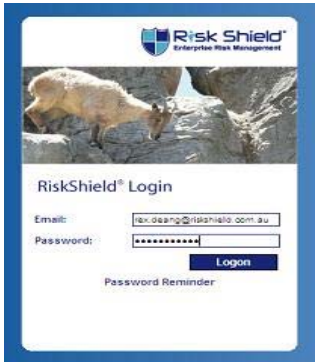 Risk Shield®
Enterprise Risk Management
RiskShield® Login
Email: rex.deang@riskshield.com.au
Password: ●●●●●●●●●●●
Logon
Password Reminder